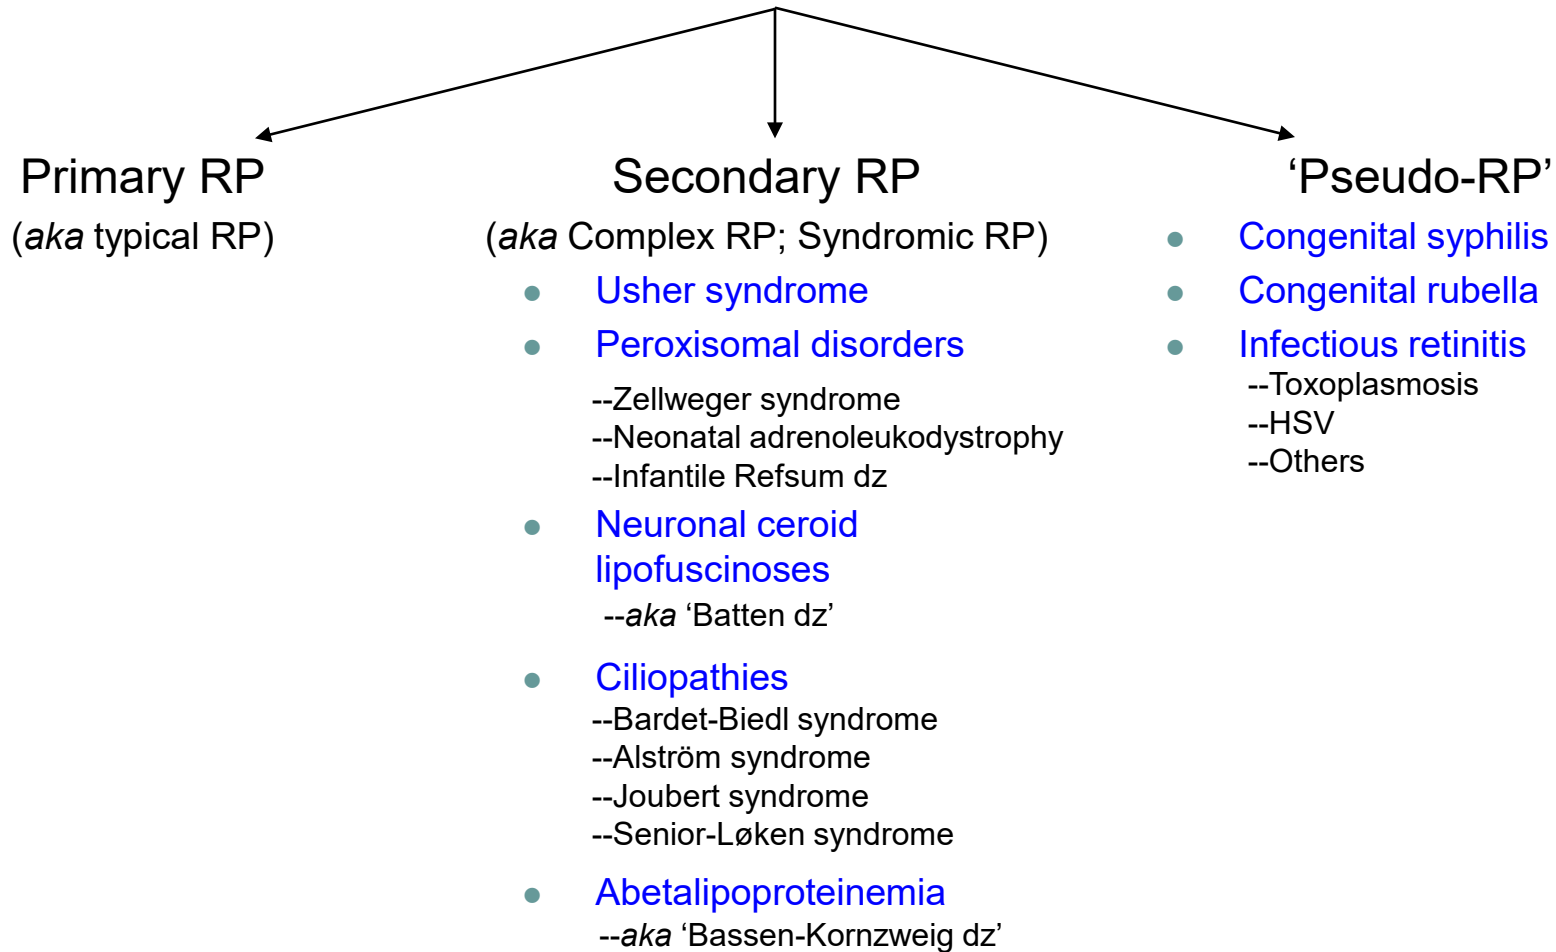 Primary RP
(aka typical RP)
Secondary RP
(aka Complex RP; Syndromic RP)
Usher syndrome
Peroxisomal disorders
--Zellweger syndrome
--Neonatal adrenoleukodystrophy
--Infantile Refsum dz
Neuronal ceroid
lipofuscinoses
--aka ‘Batten dz’
Ciliopathies
--Bardet-Biedl syndrome
--Alström syndrome
--Joubert syndrome
--Senior-Løken syndrome
Abetalipoproteinemia
--aka ‘Bassen-Kornzweig dz’
‘Pseudo-RP’
Congenital syphilis
Congenital rubella
Infectious retinitis
--Toxoplasmosis
--HSV
--Others